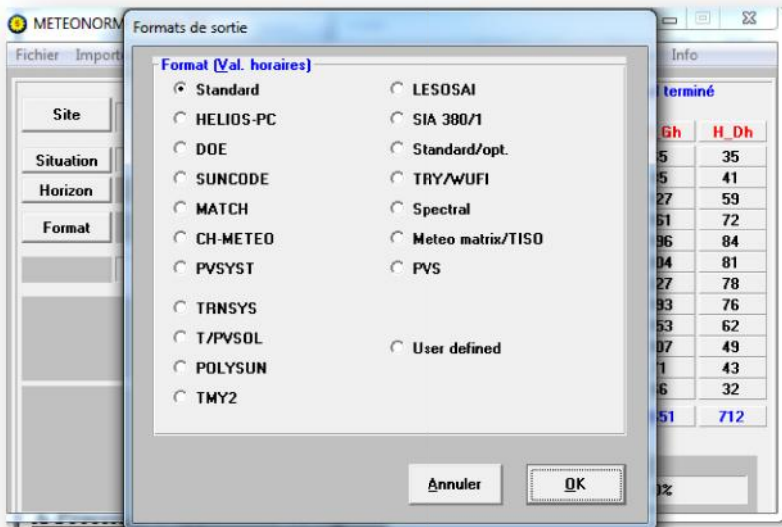 METEONORM
Formats de sortie
Fichier Import
Info
Format (Val. horaires)
Standard
HELIOS-PC
DOE
SUNCODE
MATCH
CH-METEO
PVSYST
TRNSYS
T/PVSOL
POLYSUN
TMY2
LESOSAI
SIA 380/1
Standard/opt.
TRY/WUFI
Spectral
Meteo matrix/TISO
PVS
User defined
Annuler
OK
Site
Situation
Horizon
Format
terminé
Gh H_Dh
35
41
59
72
84
81
78
76
62
49
43
32
51 712
0%